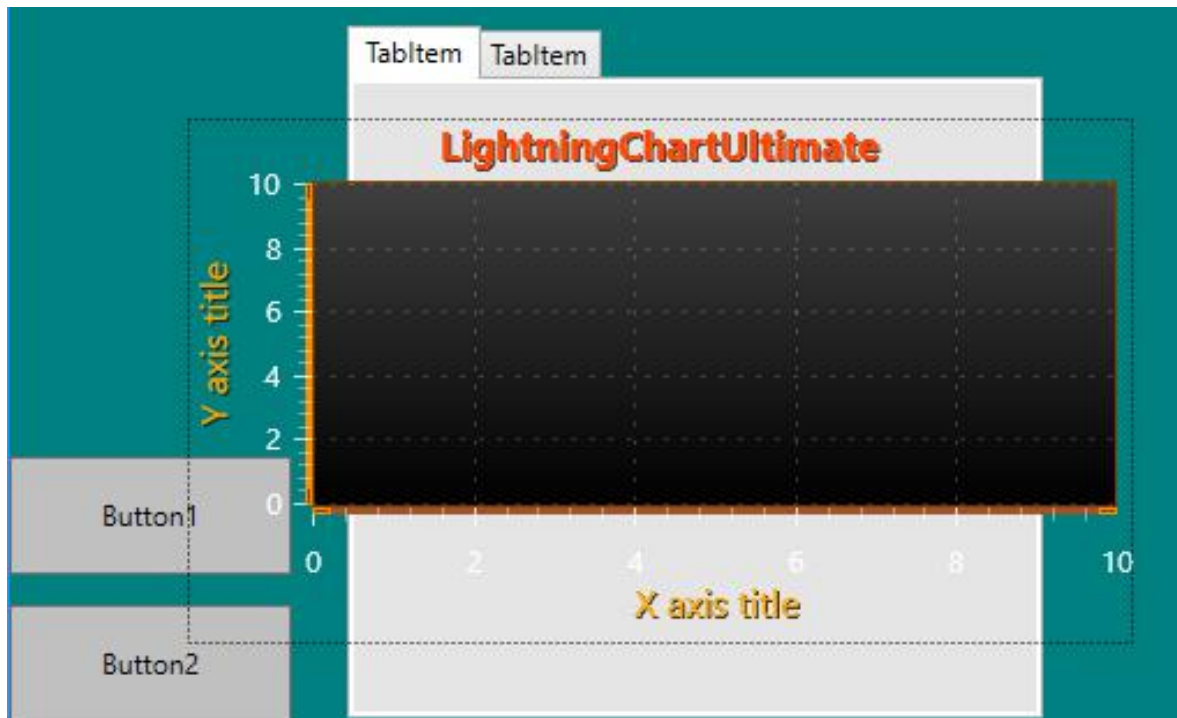 TabItem TabItem
LightningChartUltimate
10
8
6
4
2
0
Y axis title
0 2 4 6 8 10
X axis title
Button1
Button2